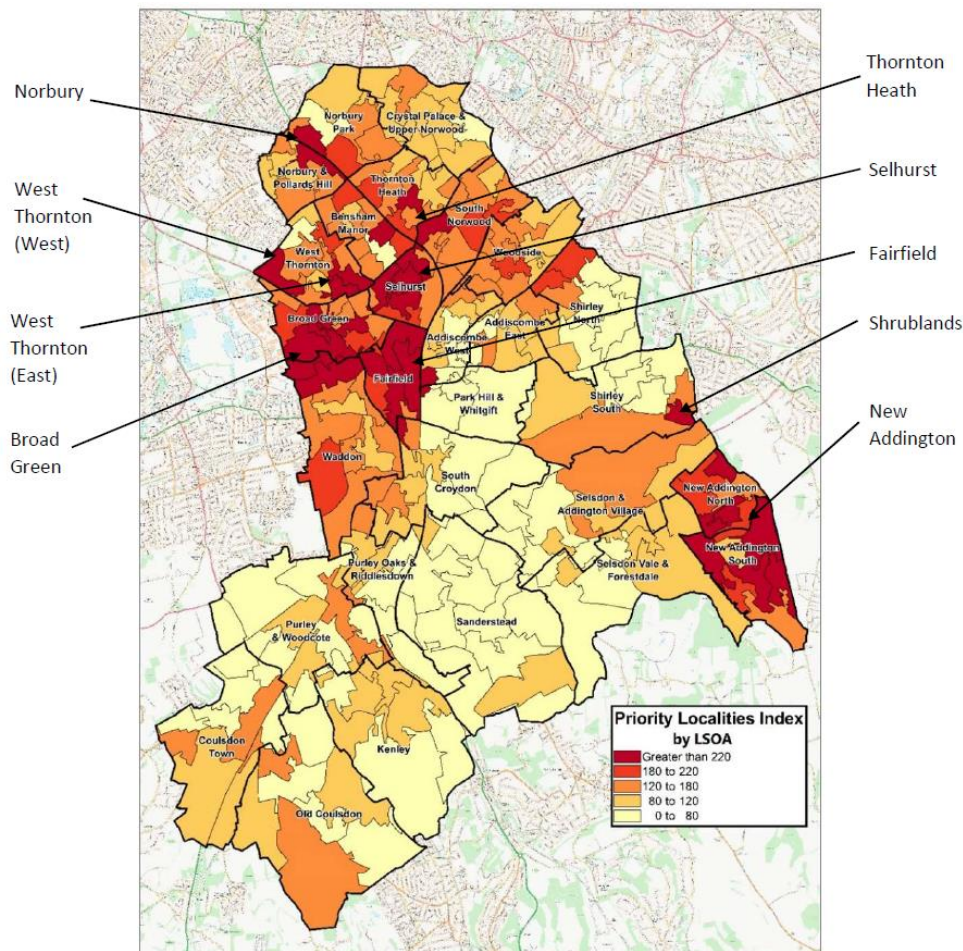 Norbury
West
Thornton
(West)
West
Thornton
(East)
Broad
Green
Thornton
Heath
Selhurst
Fairfield
Shrublands
New
Addington
Norbury
Park
Crystal Palace
& Upper Norwood
Norbury &
Pollards Hill
Thornton
Heath
South
Norwood
Bensham
Manor
West
Thornton
Woodside
Selhurst
Broad Green
Shirley
North
Addiscombe
East
Addiscombe
West
Fairfield
Park Hill &
Whitgift
Shirley
South
Waddon
South
Croydon
Selsdon &
Addington Village
New Addington
North
New Addington
South
Selsdon Vale &
Forestdale
Purley Oaks &
Riddlesdown
Purley
& Woodcote
Sanderstead
Coulsdon
Town
Kenley
Old Coulsdon
Priority Localities Index
by LSOA
Greater than 220
180 to 220
120 to 180
80 to 120
0 to 80